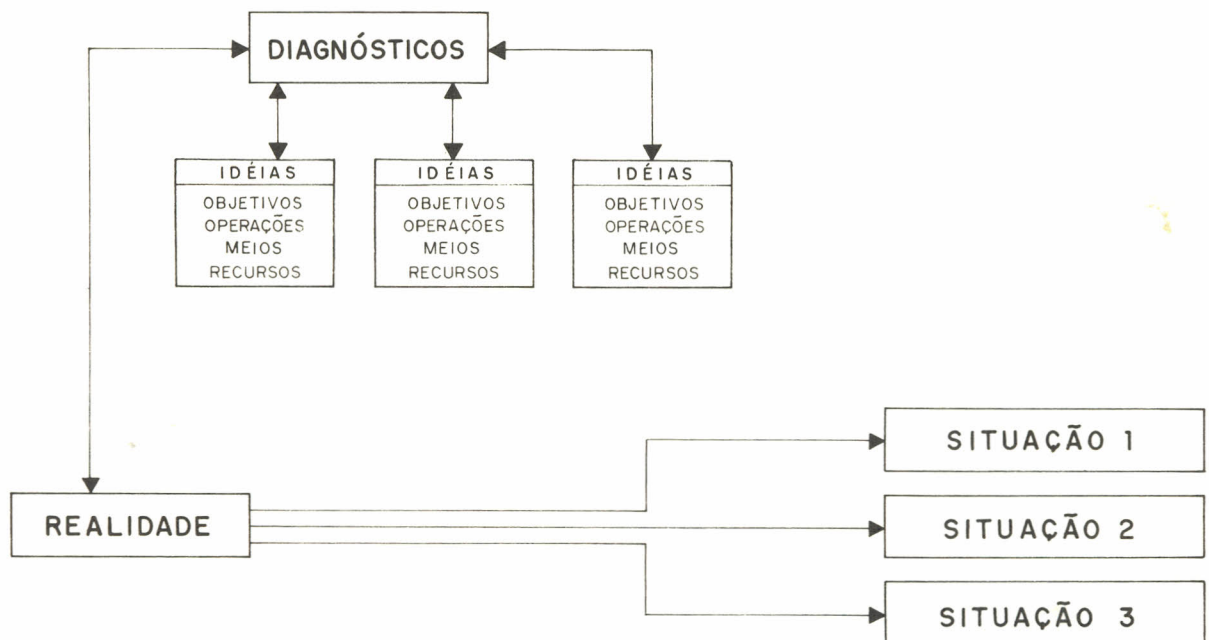 DIAGNÓSTICOS
IDÉIAS
OBJETIVOS
OPERAÇÕES
MEIOS
RECURSOS
IDÉIAS
OBJETIVOS
OPERAÇÕES
MEIOS
RECURSOS
IDÉIAS
OBJETIVOS
OPERAÇÕES
MEIOS
RECURSOS
REALIDADE
SITUAÇÃO 1
SITUAÇÃO 2
SITUAÇÃO 3